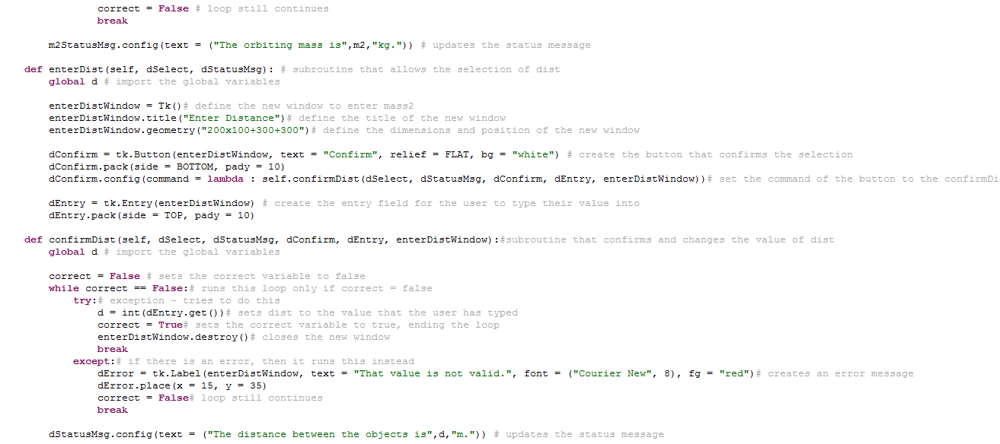 correct = False # loop still continues
break
m2StatusMsg.config(text = ("The orbiting mass is",m2,"kg.")) # updates the status message
def enterDist(self, dSelect, dStatusMsg): # subroutine that allows the selection of dist
global d # import the global variables
enterDistWindow = Tk()# define the new window to enter mass2
enterDistWindow.title("Enter Distance")# define the title of the new window
enterDistWindow.geometry("200x100+300+300")# define the dimensions and position of the new window
dConfirm = tk.Button(enterDistWindow, text = "Confirm", relief = FLAT, bg = "white") # create the button that confirms the selection
dConfirm.pack(side = BOTTOM, pady = 10)
dConfirm.config(command = lambda : self.confirmDist(dSelect, dStatusMsg, dConfirm, dEntry, enterDistWindow))# set the command of the button to the confirmDi
dEntry = tk.Entry(enterDistWindow) # create the entry field for the user to type their value into
dEntry.pack(side = TOP, pady = 10)
def confirmDist(self, dSelect, dStatusMsg, dConfirm, dEntry, enterDistWindow):#subroutine that confirms and changes the value of dist
global d # import the global variables
correct = False # sets the correct variable to false
while correct == False:# runs this loop only if correct = false
try:# exception - tries to do this
d = int(dEntry.get())# sets dist to the value that the user has typed
correct = True# sets the correct variable to true, ending the loop
enterDistWindow.destroy()# closes the new window
break
except:# if there is an error, then it runs this instead
dError = tk.Label(enterDistWindow, text = "That value is not valid.", font = ("Courier New", 8), fg = "red")# creates an error message
dError.place(x = 15, y = 35)
correct = False# loop still continues
break
dStatusMsg.config(text = ("The distance between the objects is",d,"m.")) # updates the status message